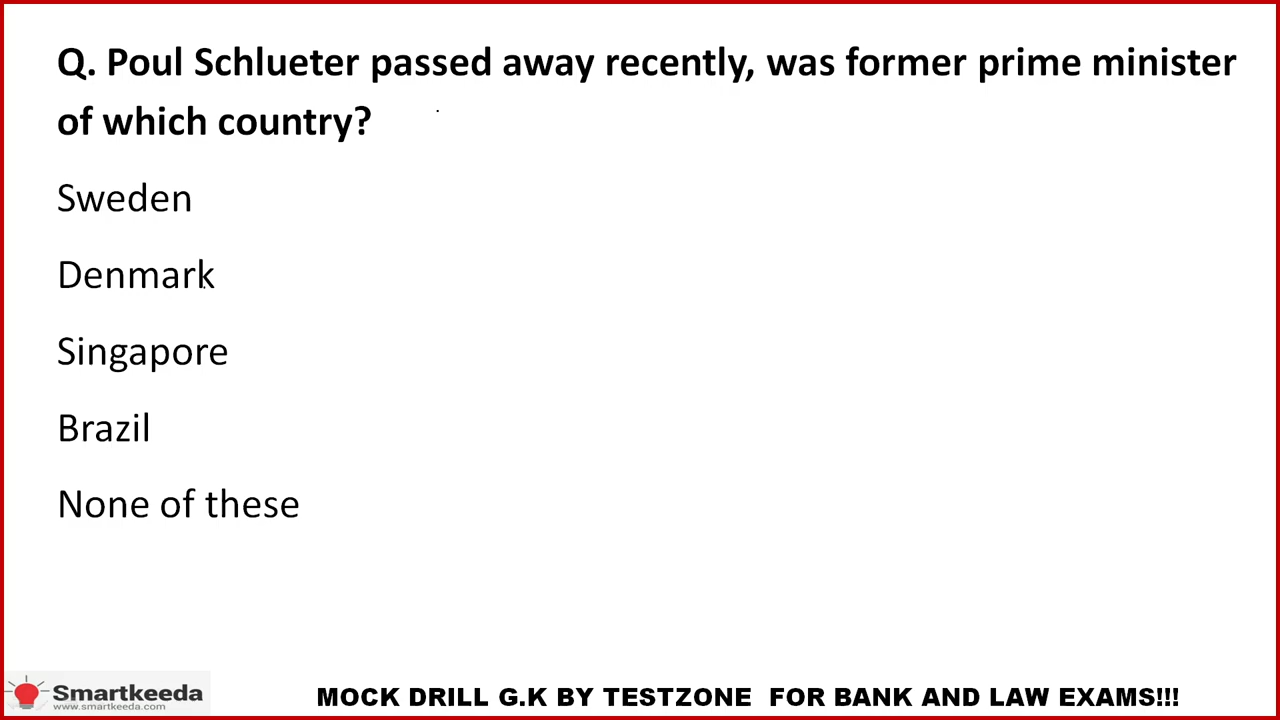 Q. Poul Schlueter passed away recently, was former prime minister
of which country?
Sweden
Denmark
Singapore
Brazil
None of these
Smartkeeda
www.smartkeeda.com
MOCK DRILL G.K BY TESTZONE FOR BANK AND LAW EXAMS!!!